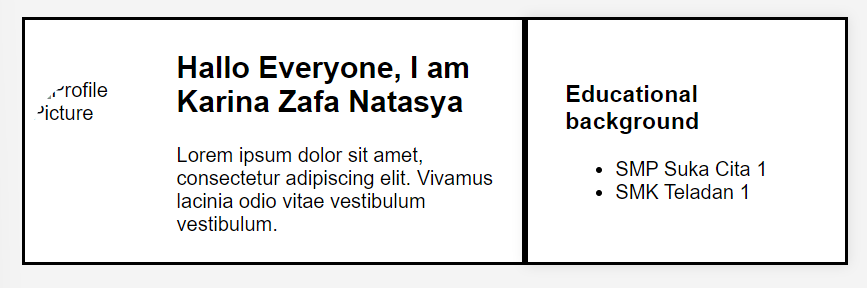 Profile
Picture
Hallo Everyone, I am
Karina Zafa Natasya
Lorem ipsum dolor sit amet,
consectetur adipiscing elit. Vivamus
lacinia odio vitae vestibulum
vestibulum.
Educational
background
• SMP Suka Cita 1
• SMK Teladan 1